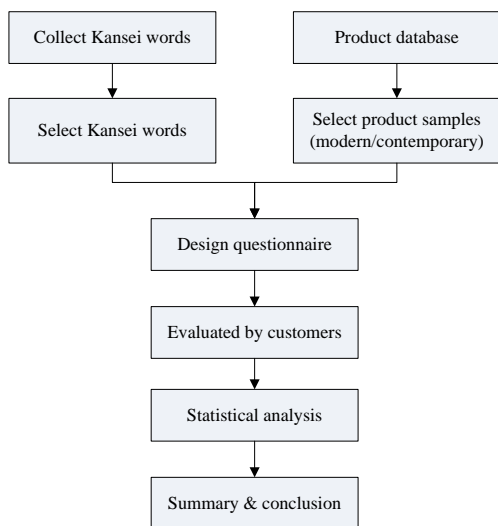 Collect Kansei words
Product database
Select Kansei words
Select product samples
(modern/contemporary)
Design questionnaire
Evaluated by customers
Statistical analysis
Summary & conclusion